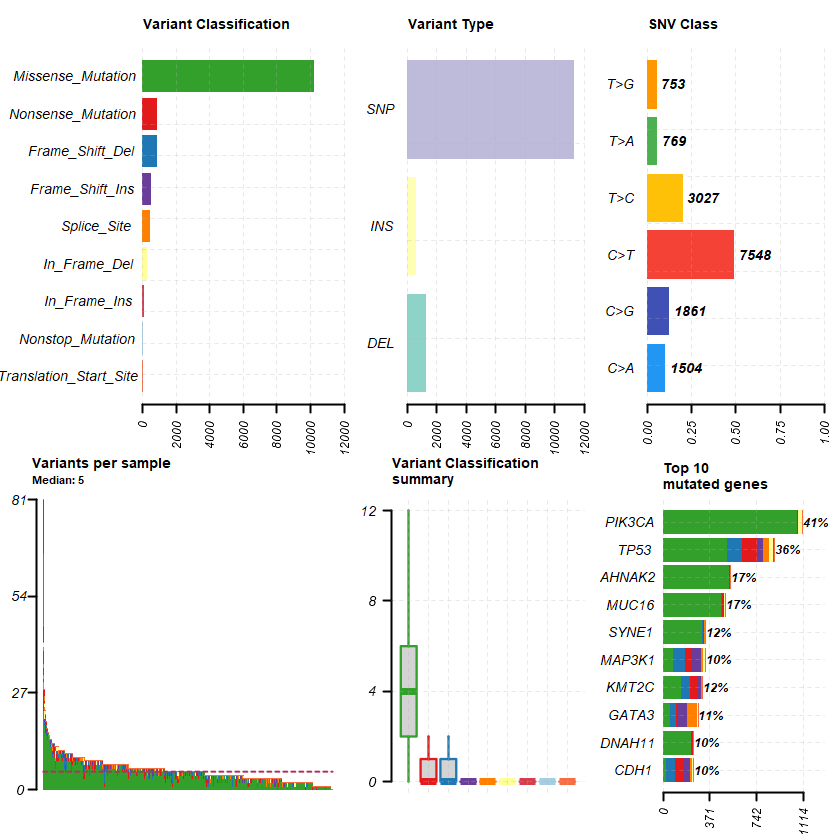 Variant Classification
Missense_Mutation
Nonsense_Mutation
Frame_Shift_Del
Frame_Shift_Ins
Splice_Site
In_Frame_Del
In_Frame_Ins
Nonstop_Mutation
Translation_Start_Site
0 2000 4000 6000 8000 10000 12000
Variant Type
SNP
INS
DEL
0 2000 4000 6000 8000 10000 12000
SNV Class
T>G 753
T>A 769
T>C 3027
C>T 7548
C>G 1861
C>A 1504
0.00 0.25 0.50 0.75 1.00
Variants per sample
Median: 5
81
54
27
0
Variant Classification
summary
12
8
4
0
Top 10
mutated genes
PIK3CA 41%
TP53 36%
AHNAK2 17%
MUC16 17%
SYNE1 12%
MAP3K1 10%
KMT2C 12%
GATA3 11%
DNAH11 10%
CDH1 10%
0 371 742 1114